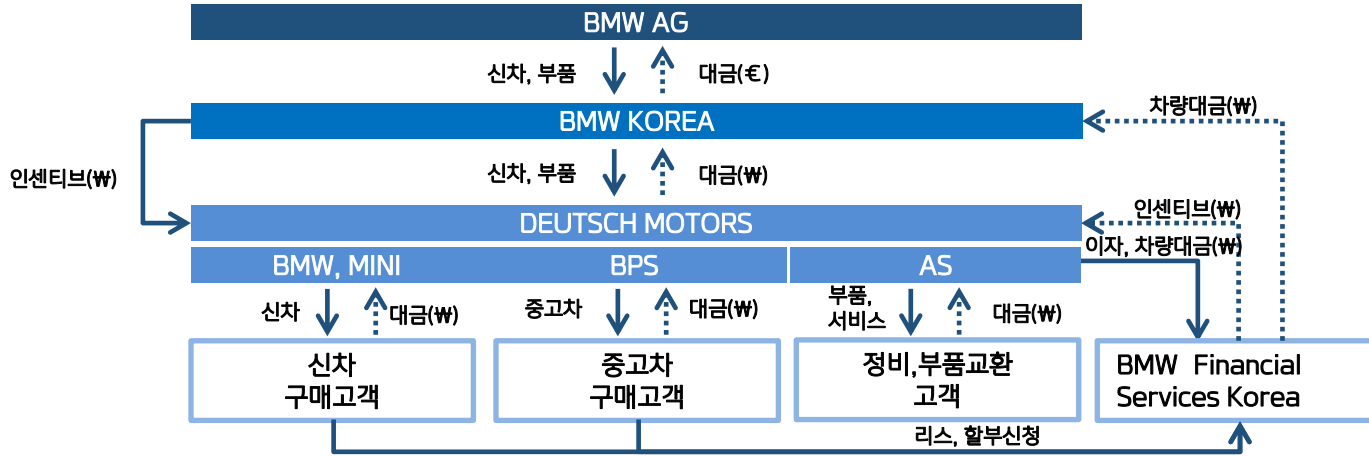 BMW AG
신차, 부품
대금(€)
BMW KOREA
차량대금(₩)
인센티브(₩)
신차, 부품
대금(₩)
인센티브(₩)
DEUTSCH MOTORS
이자, 차량대금(₩)
BMW, MINI
BPS
AS
신차
대금(₩)
중고차
대금(₩)
부품,
서비스
대금(₩)
신차
구매고객
중고차
구매고객
정비,부품교환
고객
BMW Financial
Services Korea
리스, 할부신청